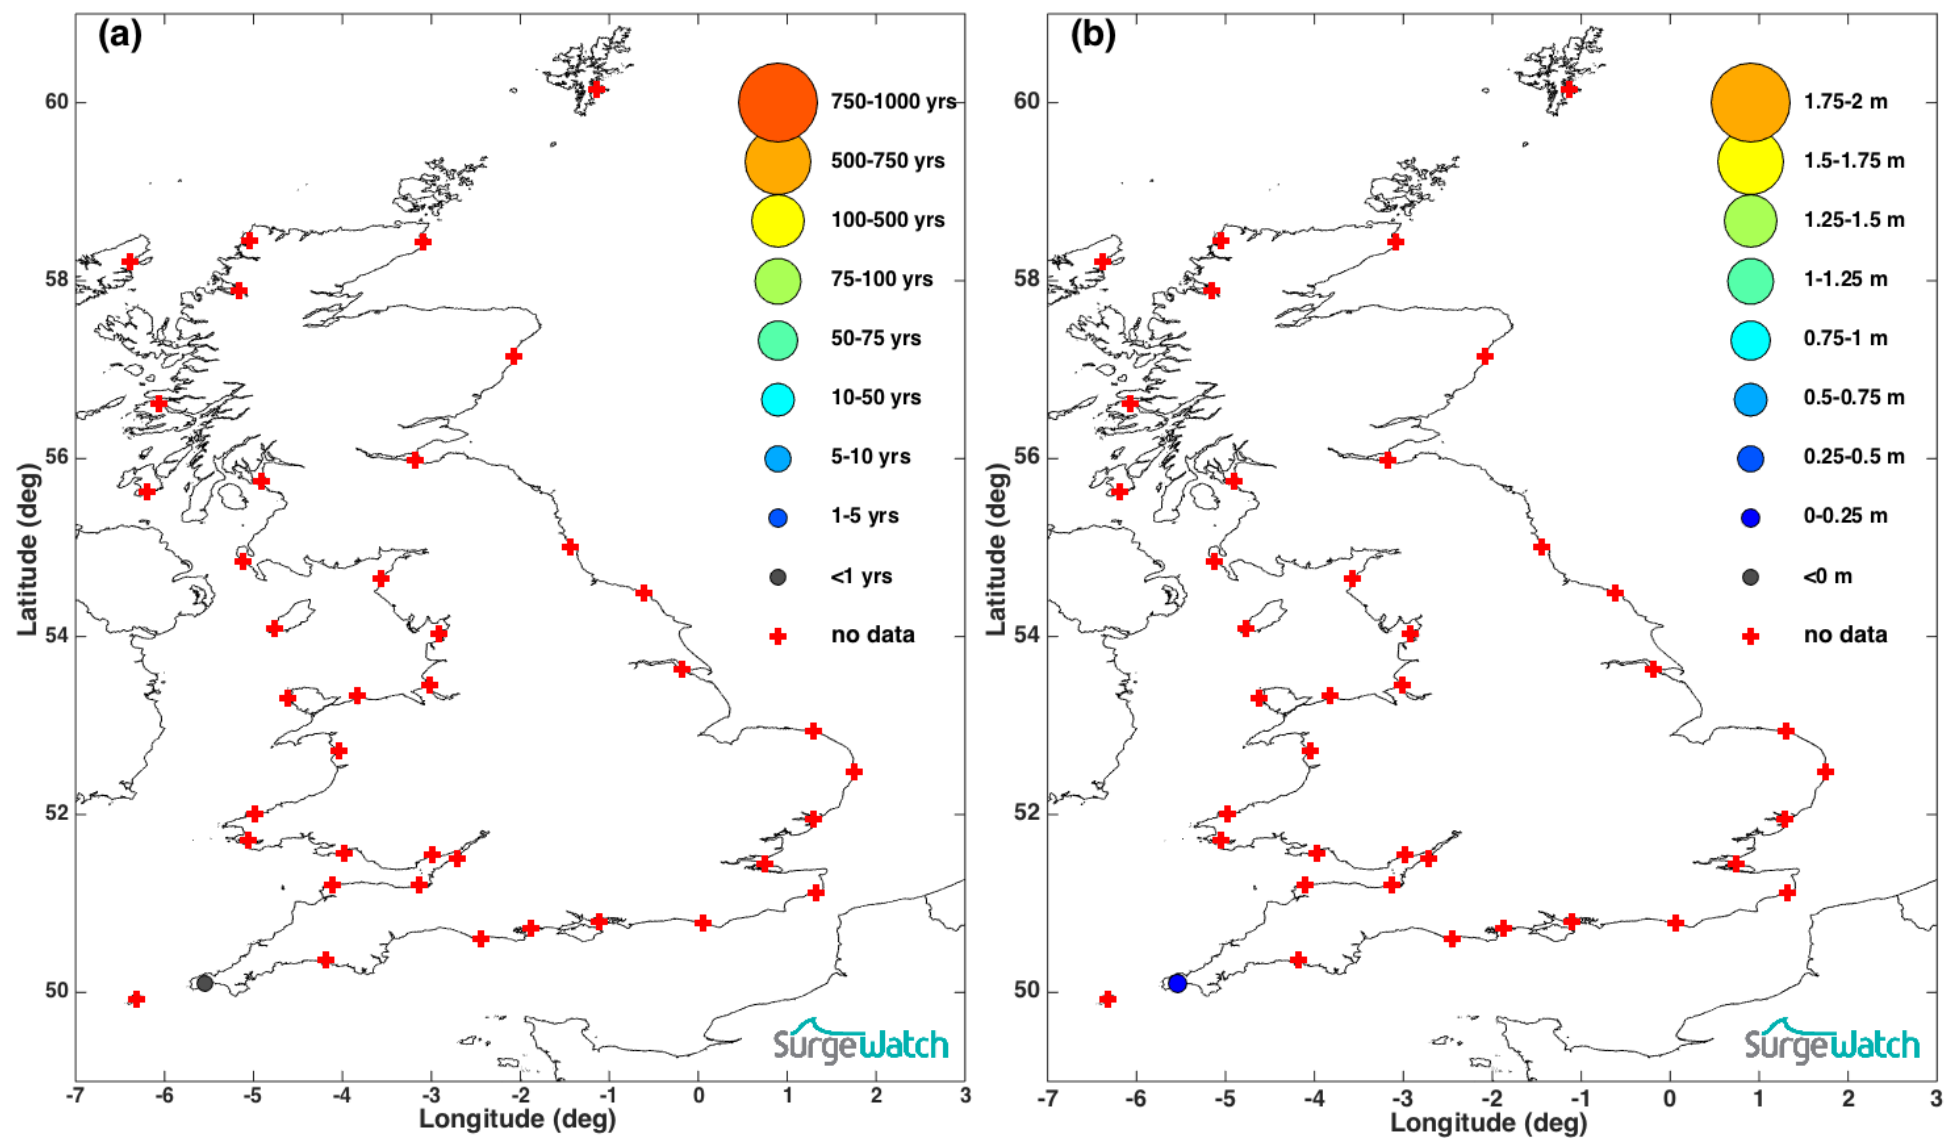 (a)
750-1000 yrs
500-750 yrs
100-500 yrs
75-100 yrs
50-75 yrs
10-50 yrs
5-10 yrs
1-5 yrs
<1 yrs
no data
60
58
56
54
52
50
Latitude (deg)
-7 -6 -5 -4 -3 -2 -1 0 1 2 3
Longitude (deg)
SurgeWatch
(b)
1.75-2 m
1.5-1.75 m
1.25-1.5 m
1-1.25 m
0.75-1 m
0.5-0.75 m
0.25-0.5 m
0-0.25 m
<0 m
no data
60
58
56
54
52
50
Latitude (deg)
-7 -6 -5 -4 -3 -2 -1 0 1 2 3
Longitude (deg)
SurgeWatch